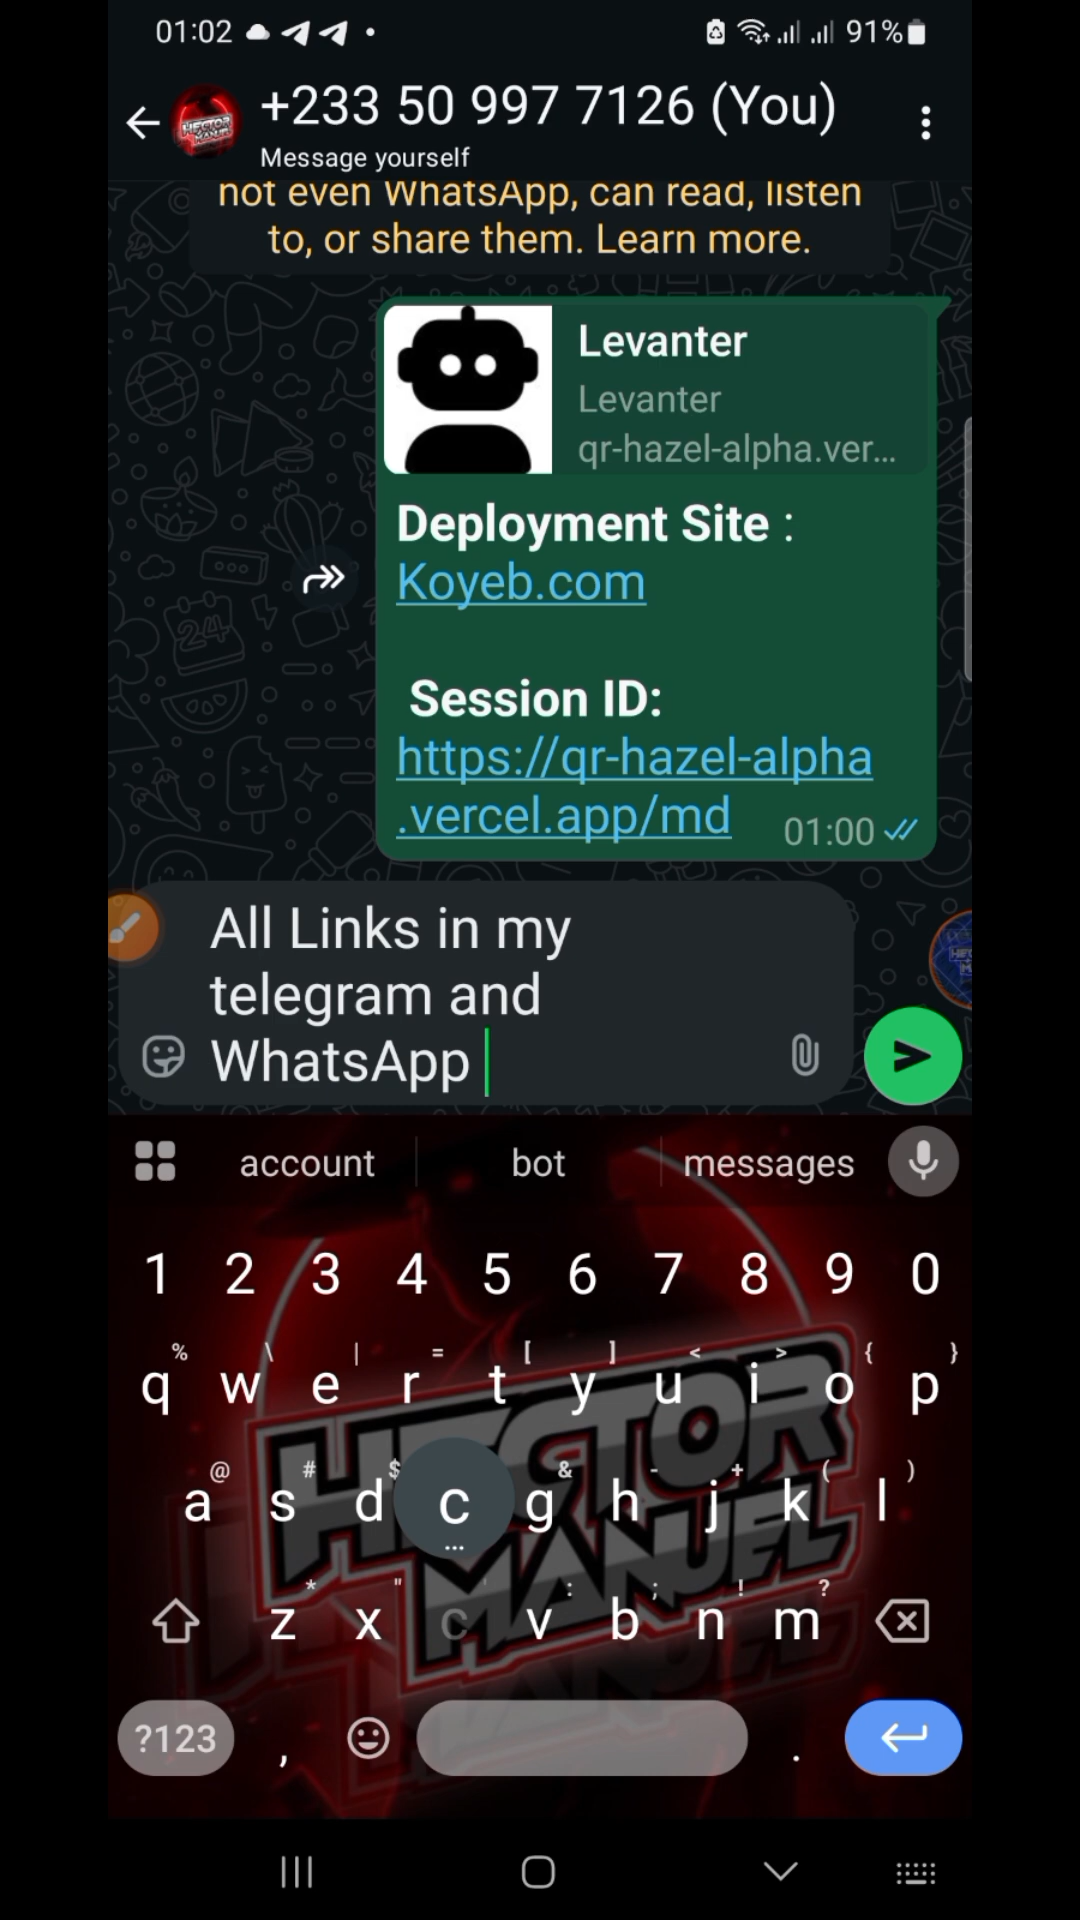 01:02
91%
+233 50 997 7126 (You)
Message yourself
not even WhatsApp, can read, listen
to, or share them. Learn more.
Levanter
Levanter
qr-hazel-alpha.ver...
Deployment Site :
Koyeb.com
Session ID:
https://qr-hazel-alpha
.vercel.app/md
01:00
All Links in my
telegram and
WhatsApp
account bot messages
1 2 3 4 5 6 7 8 9 0
% \ | = [ ] < > { }
q w e r t y u i o p
@ # $ & - + ( )
a s d c g h j k l
* " ' : ; ! ?
z x c v b n m
HECTOR
MANUEL
?123 , .